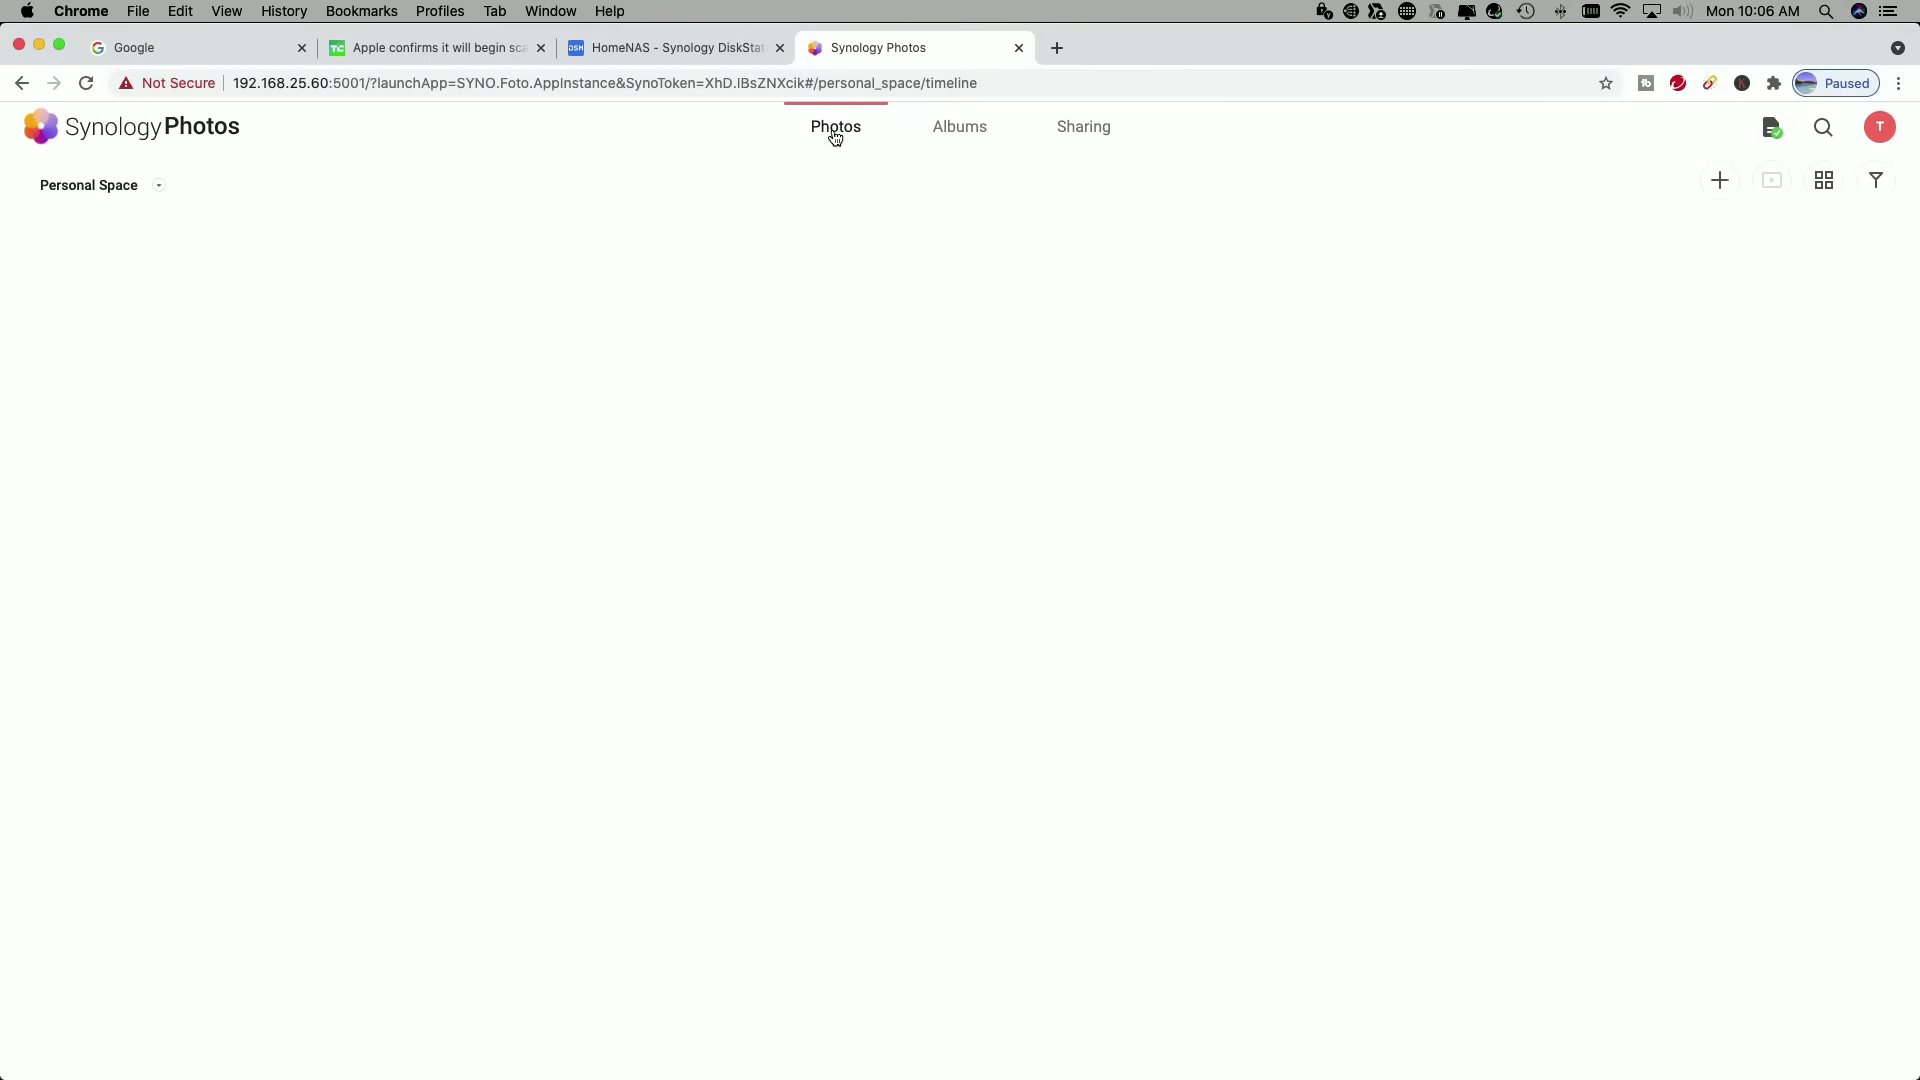 Chrome File Edit View History Bookmarks Profiles Tab Window Help Mon 10:06 AM
Google Apple confirms it will begin sca HomeNAS - Synology DiskStat Synology Photos
Not Secure 192.168.25.60:5001/?launchApp=SYNO.Foto.AppInstance&SynoToken=XhD.lBsZNXcik#/personal_space/timeline Paused
Synology Photos Photos Albums Sharing T
Personal Space